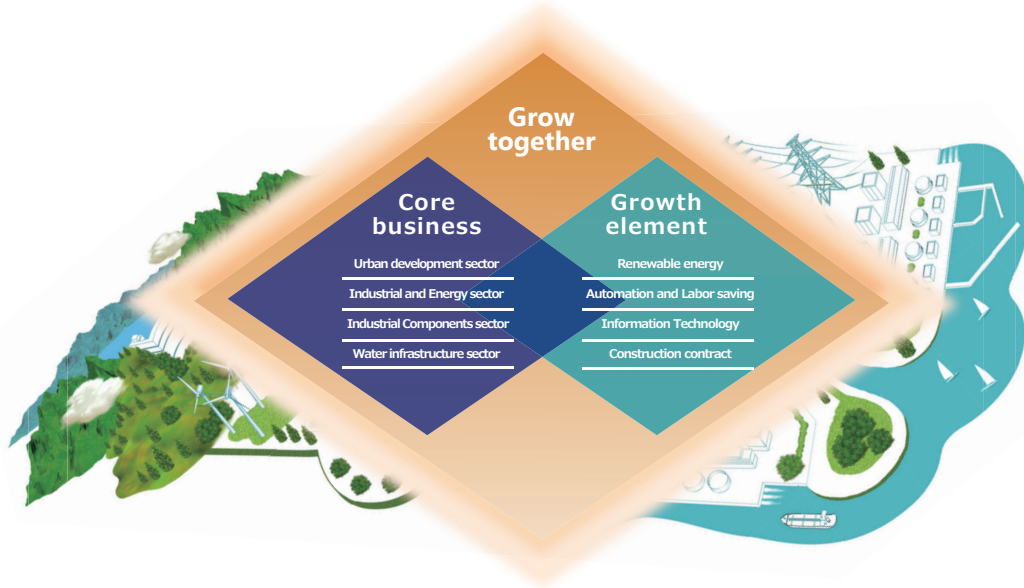 Grow
together
Core
business
Urban development sector
Industrial and Energy sector
Industrial Components sector
Water infrastructure sector
Growth
element
Renewable energy
Automation and Labor saving
Information Technology
Construction contract